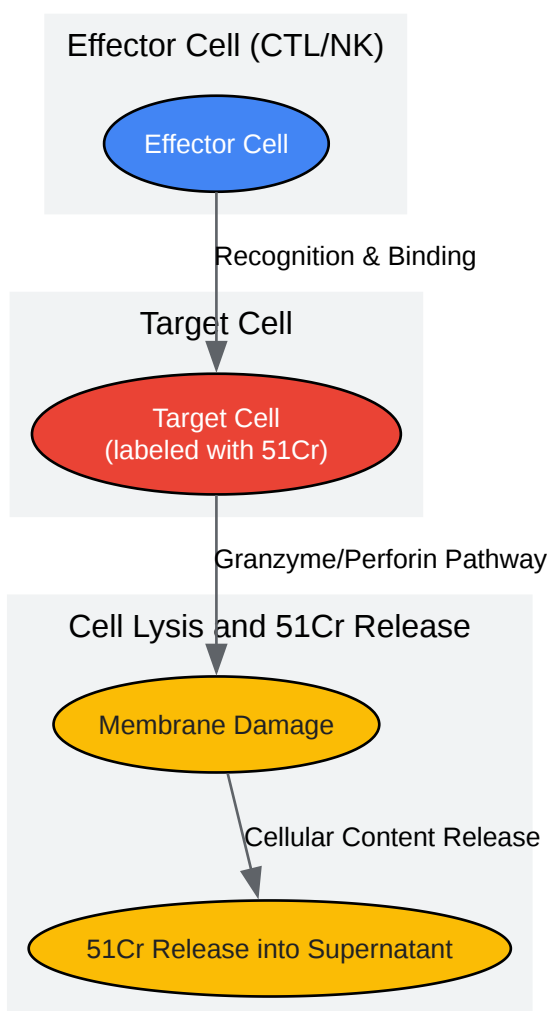 Effector Cell (CTL/NK)
Effector Cell
Recognition & Binding
Target Cell
Target Cell
(labeled with 51Cr)
Granzyme/Perforin Pathway
Cell Lysis and 51Cr Release
Membrane Damage
Cellular Content Release
51Cr Release into Supernatant